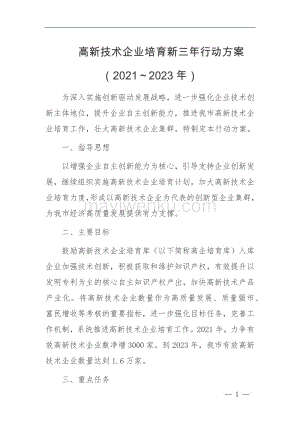 高新技术企业培育新三年行动方案
（2021～2023 年）
为深入实施创新驱动发展战略，进一步强化企业技术创
新主体地位，提升企业自主创新能力，推进我市高新技术企
业培育工作，壮大高新技术企业集群，特制定本行动方案。
一、指导思想
以增强企业自主创新能力为核心，引导支持企业创新发
展，继续组织实施高新技术企业培育计划，加大高新技术企
业培育力度，形成以高新技术企业为代表的创新型企业集群，
为我市经济高质量发展提供有力支撑。
二、主要目标
鼓励高新技术企业培育库（以下简称高企培育库）入库
企业加强技术创新，积极获取和维护知识产权，有效提升以
发明专利为主的核心自主知识产权产出，加快高新技术产品
产业化。将高新技术企业数量作为高质量发展、质量强市、
富民增收等考核的重要指标，进一步强化目标任务，完善工
作机制，系统推进高新技术企业培育工作。2021年，力争有
效高新技术企业数净增 3000 家，到 2023年，我市有效高新
技术企业数量达到 1.6 万家。
三、重点任务
1